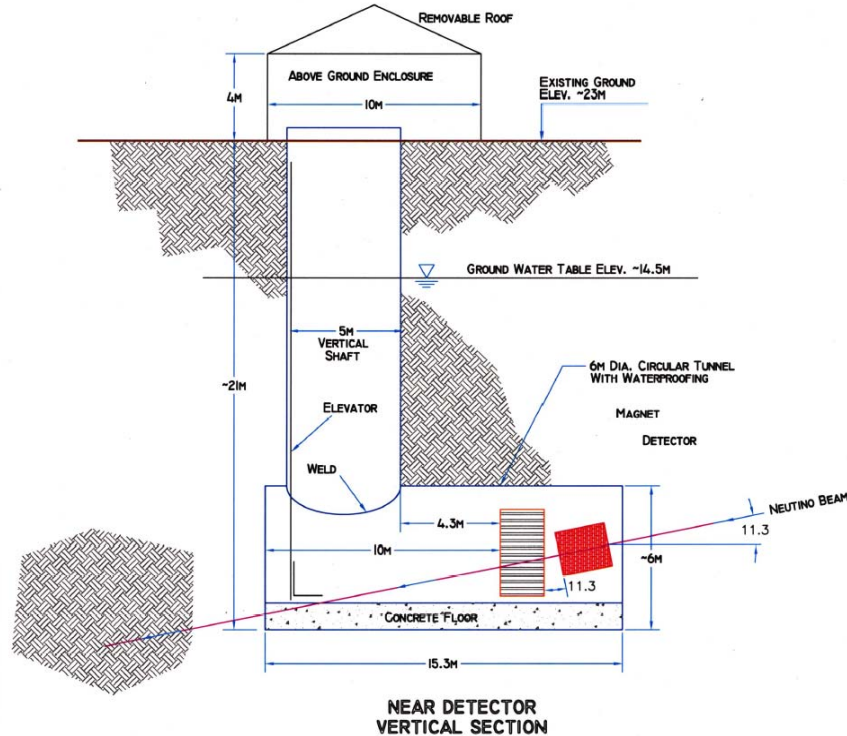 REMOVABLE ROOF
ABOVE GROUND ENCLOSURE
4M
10M
EXISTING GROUND
ELEV. ~23M
GROUND WATER TABLE ELEV. ~14.5M
5M
VERTICAL
SHAFT
6M DIA. CIRCULAR TUNNEL
WITH WATERPROOFING
~21M
ELEVATOR
MAGNET
DETECTOR
WELD
NEUTINO BEAM
4.3M
11.3
10M
~6M
11.3
CONCRETE FLOOR
15.3M
NEAR DETECTOR
VERTICAL SECTION